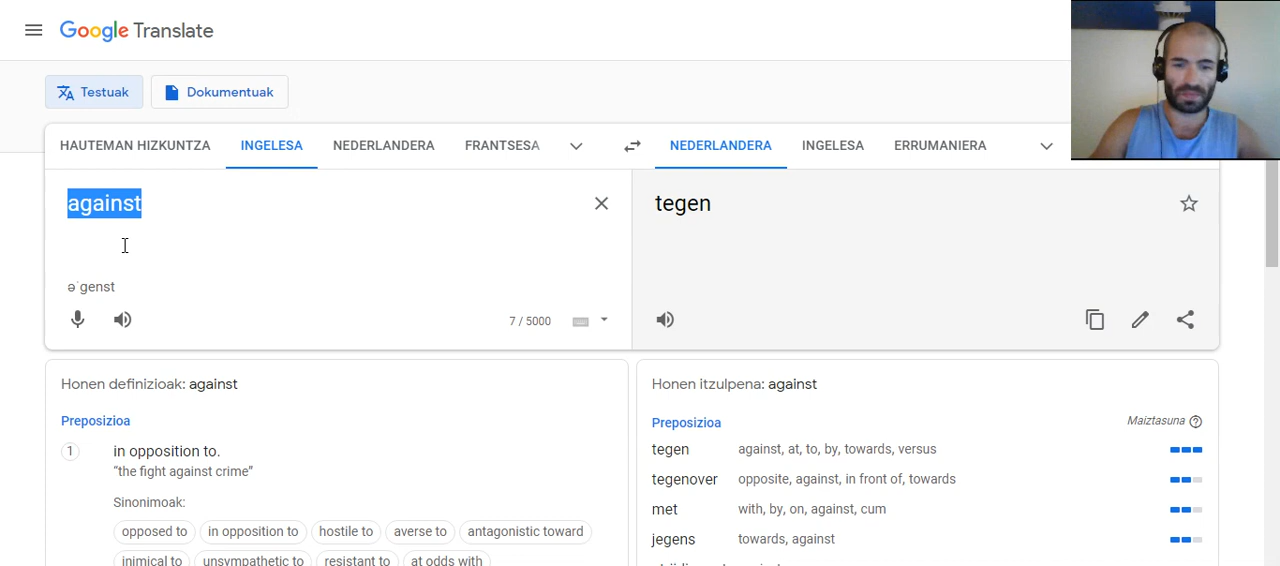 Google Translate
Testuak
Dokumentuak
HAUTEMAN HIZKUNTZA
INGELESA
NEDERLANDERA
FRANTSESA
NEDERLANDERA
INGELESA
ERRUMANIERA
against
tegen
əˈgenst
7 / 5000
Honen definizioak: against
Preposizioa
1
in opposition to.
“the fight against crime”
Sinonimoak:
opposed to
in opposition to
hostile to
averse to
antagonistic toward
inimical to
unsympathetic to
resistant to
at odds with
Honen itzulpena: against
Preposizioa
Maiztasuna
tegen
against, at, to, by, towards, versus
tegenover
opposite, against, in front of, towards
met
with, by, on, against, cum
jegens
towards, against